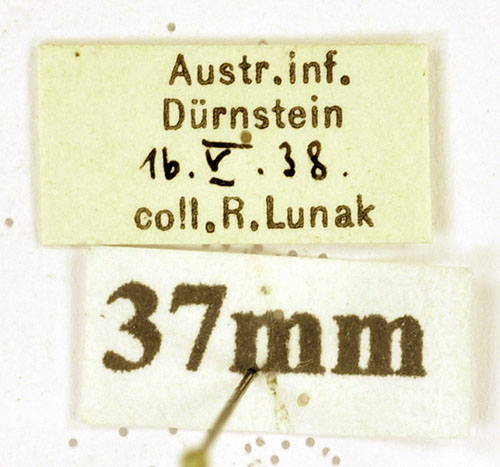 Austr.inf.
Dürnstein
16.V.38.
coll.R.Lunak
37mm